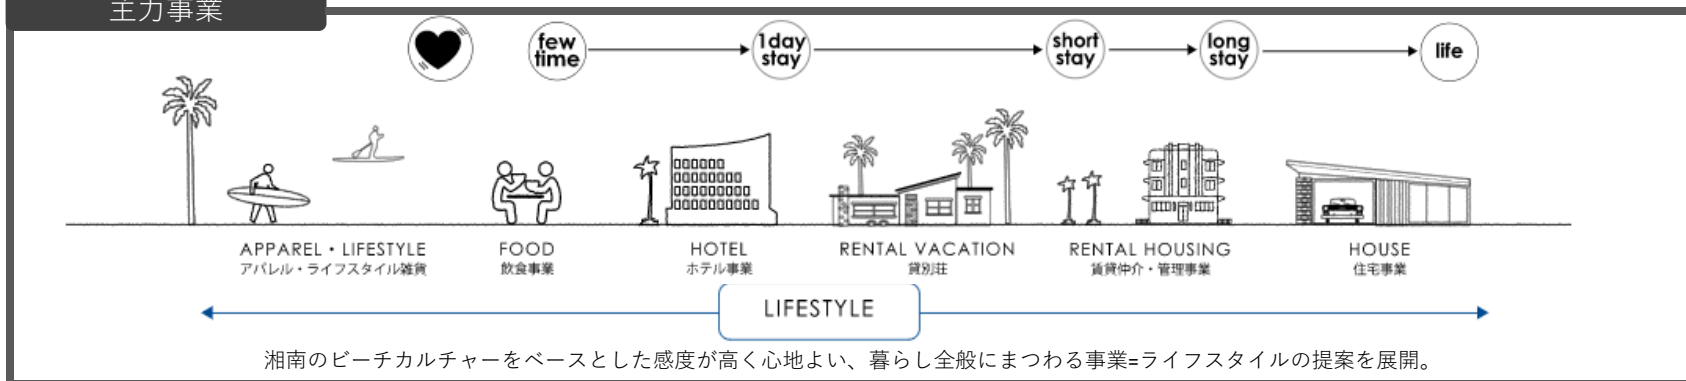 主力事業
few
time
1day
stay
short
stay
long
stay
life
APPAREL・LIFESTYLE
アパレル・ライフスタイル雑貨
FOOD
飲食事業
HOTEL
ホテル事業
RENTAL VACATION
貸別荘
RENTAL HOUSING
賃貸仲介・管理事業
HOUSE
住宅事業
LIFESTYLE
湘南のビーチカルチャーをベースとした感度が高く心地よい、暮らし全般にまつわる事業=ライフスタイルの提案を展開。